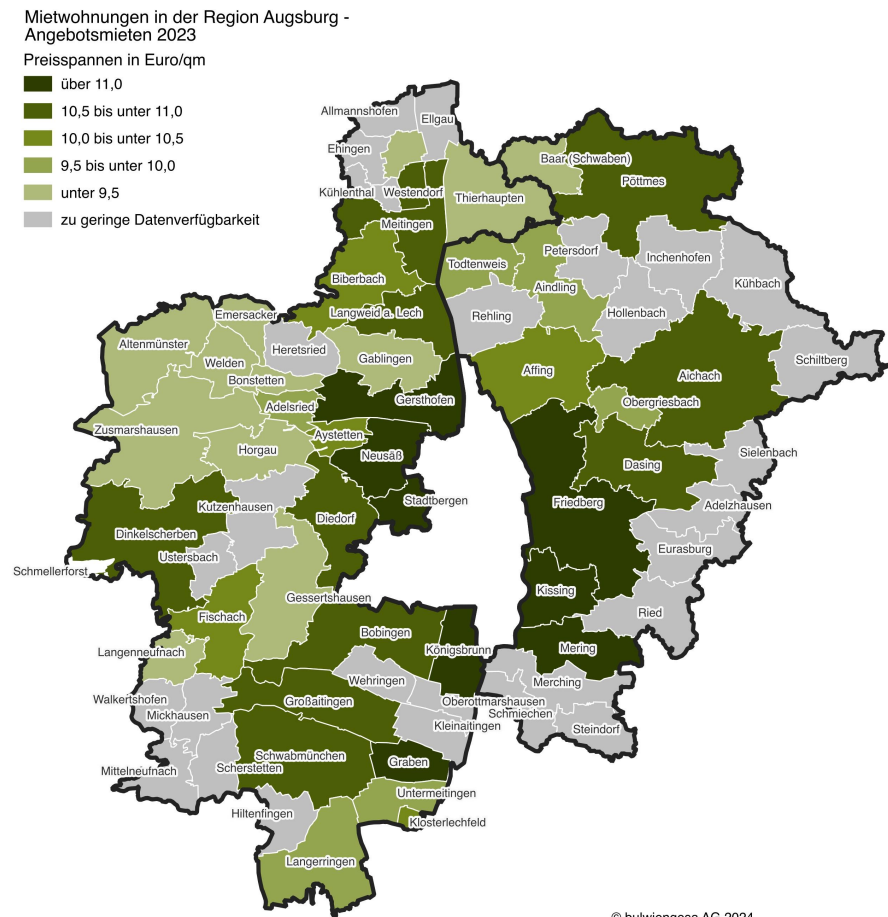 Mietwohnungen in der Region Augsburg -
Angebotsmieten 2023
Preisspannen in Euro/qm
über 11,0
10,5 bis unter 11,0
10,0 bis unter 10,5
9,5 bis unter 10,0
unter 9,5
zu geringe Datenverfügbarkeit
Allmannshofen
Ellgau
Ehingen
Baar (Schwaben)
Pöttmes
Kühlenthal
Westendorf
Thierhaupten
Meitingen
Petersdorf
Inchenhofen
Todtenweis
Biberbach
Kühbach
Aindling
Emersacker
Langweid a. Lech
Rehling
Hollenbach
Altenmünster
Heretsried
Gablingen
Schiltberg
Welden
Affing
Aichach
Bonstetten
Gersthofen
Obergriesbach
Adelsried
Zusmarshausen
Aystetten
Horgau
Neusäß
Sielenbach
Dasing
Stadtbergen
Friedberg
Adelzhausen
Kutzenhausen
Diedorf
Dinkelscherben
Eurasburg
Ustersbach
Schmellerforst
Kissing
Gessertshausen
Ried
Fischach
Bobingen
Königsbrunn
Mering
Langenneufnach
Wehringen
Merching
Walkertshofen
Großaitingen
Oberottmarshausen
Mickhausen
Schmiechen
Kleinaitingen
Steindorf
Schwabmünchen
Graben
Mittelneufnach
Scherstetten
Untermeitingen
Hiltenfingen
Klosterlechfeld
Langerringen
© bulwiengesa AG 2024